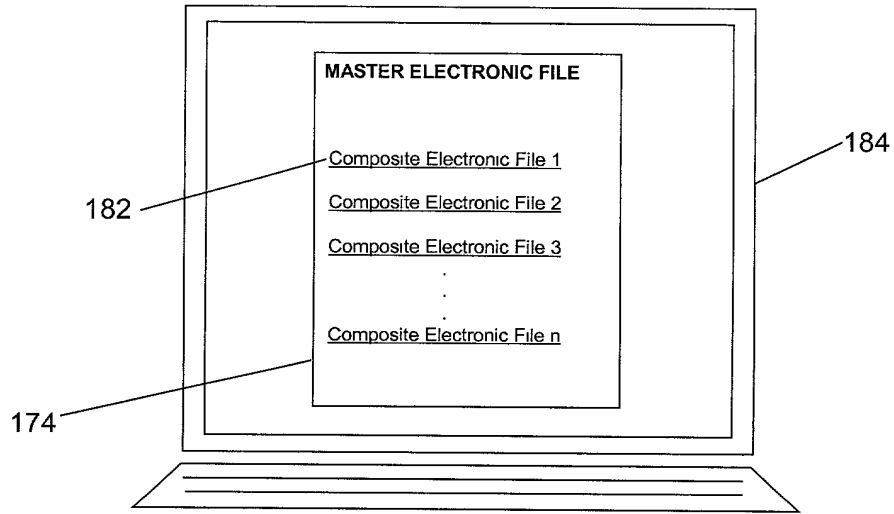 MASTER ELECTRONIC FILE
Composite Electronic File 1
184
182
Composite Electronic File 2
Composite Electronic File 3
.
.
.
Composite Electronic File n
174